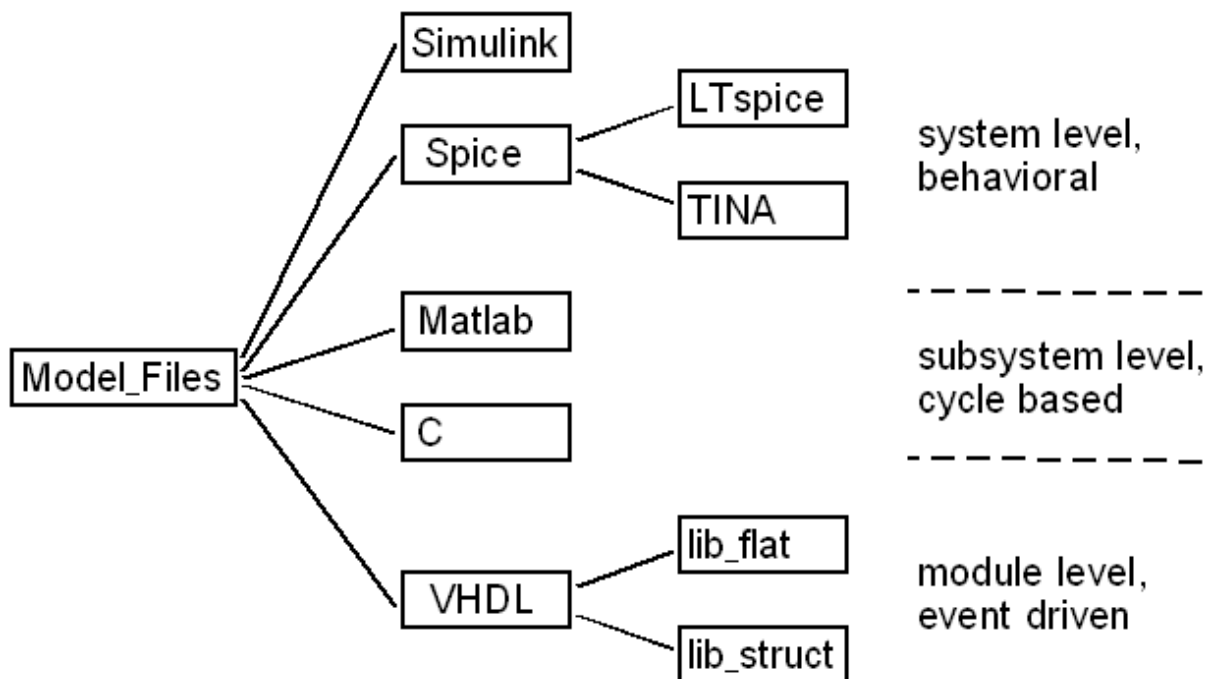 Simulink
LTspice
Spice
system level,
behavioral
TINA
Matlab
Model_Files
subsystem level,
cycle based
C
lib_flat
VHDL
module level,
event driven
lib_struct